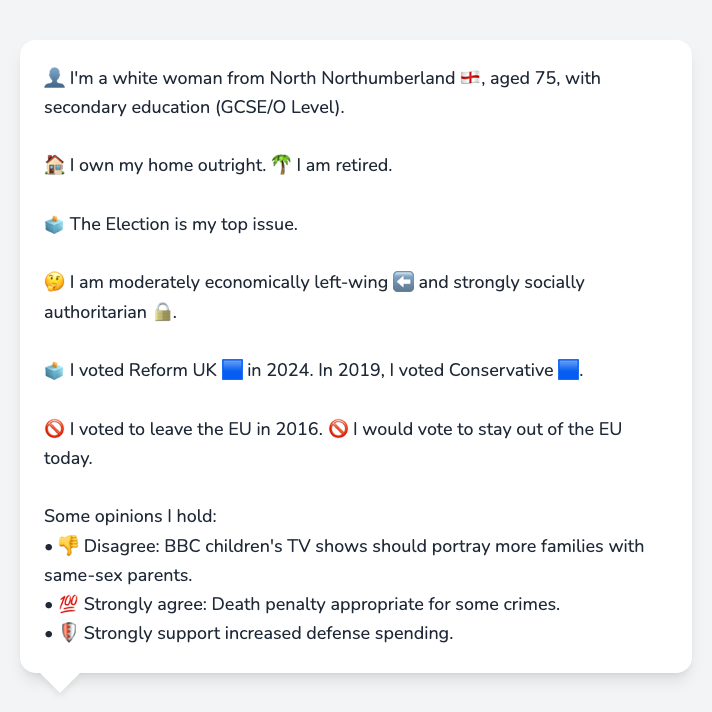 👤 I'm a white woman from North Northumberland 🏴󠁧󠁢󠁥󠁮󠁧󠁿, aged 75, with
secondary education (GCSE/O Level).
🏠 I own my home outright. 🌴 I am retired.
🗳️ The Election is my top issue.
🤔 I am moderately economically left-wing ⬅️ and strongly socially
authoritarian 🔒.
🗳️ I voted Reform UK 🟦 in 2024. In 2019, I voted Conservative 🟦.
🚫 I voted to leave the EU in 2016. 🚫 I would vote to stay out of the EU
today.
Some opinions I hold:
• 👎 Disagree: BBC children's TV shows should portray more families with
same-sex parents.
• 💯 Strongly agree: Death penalty appropriate for some crimes.
• 🛡️ Strongly support increased defense spending.